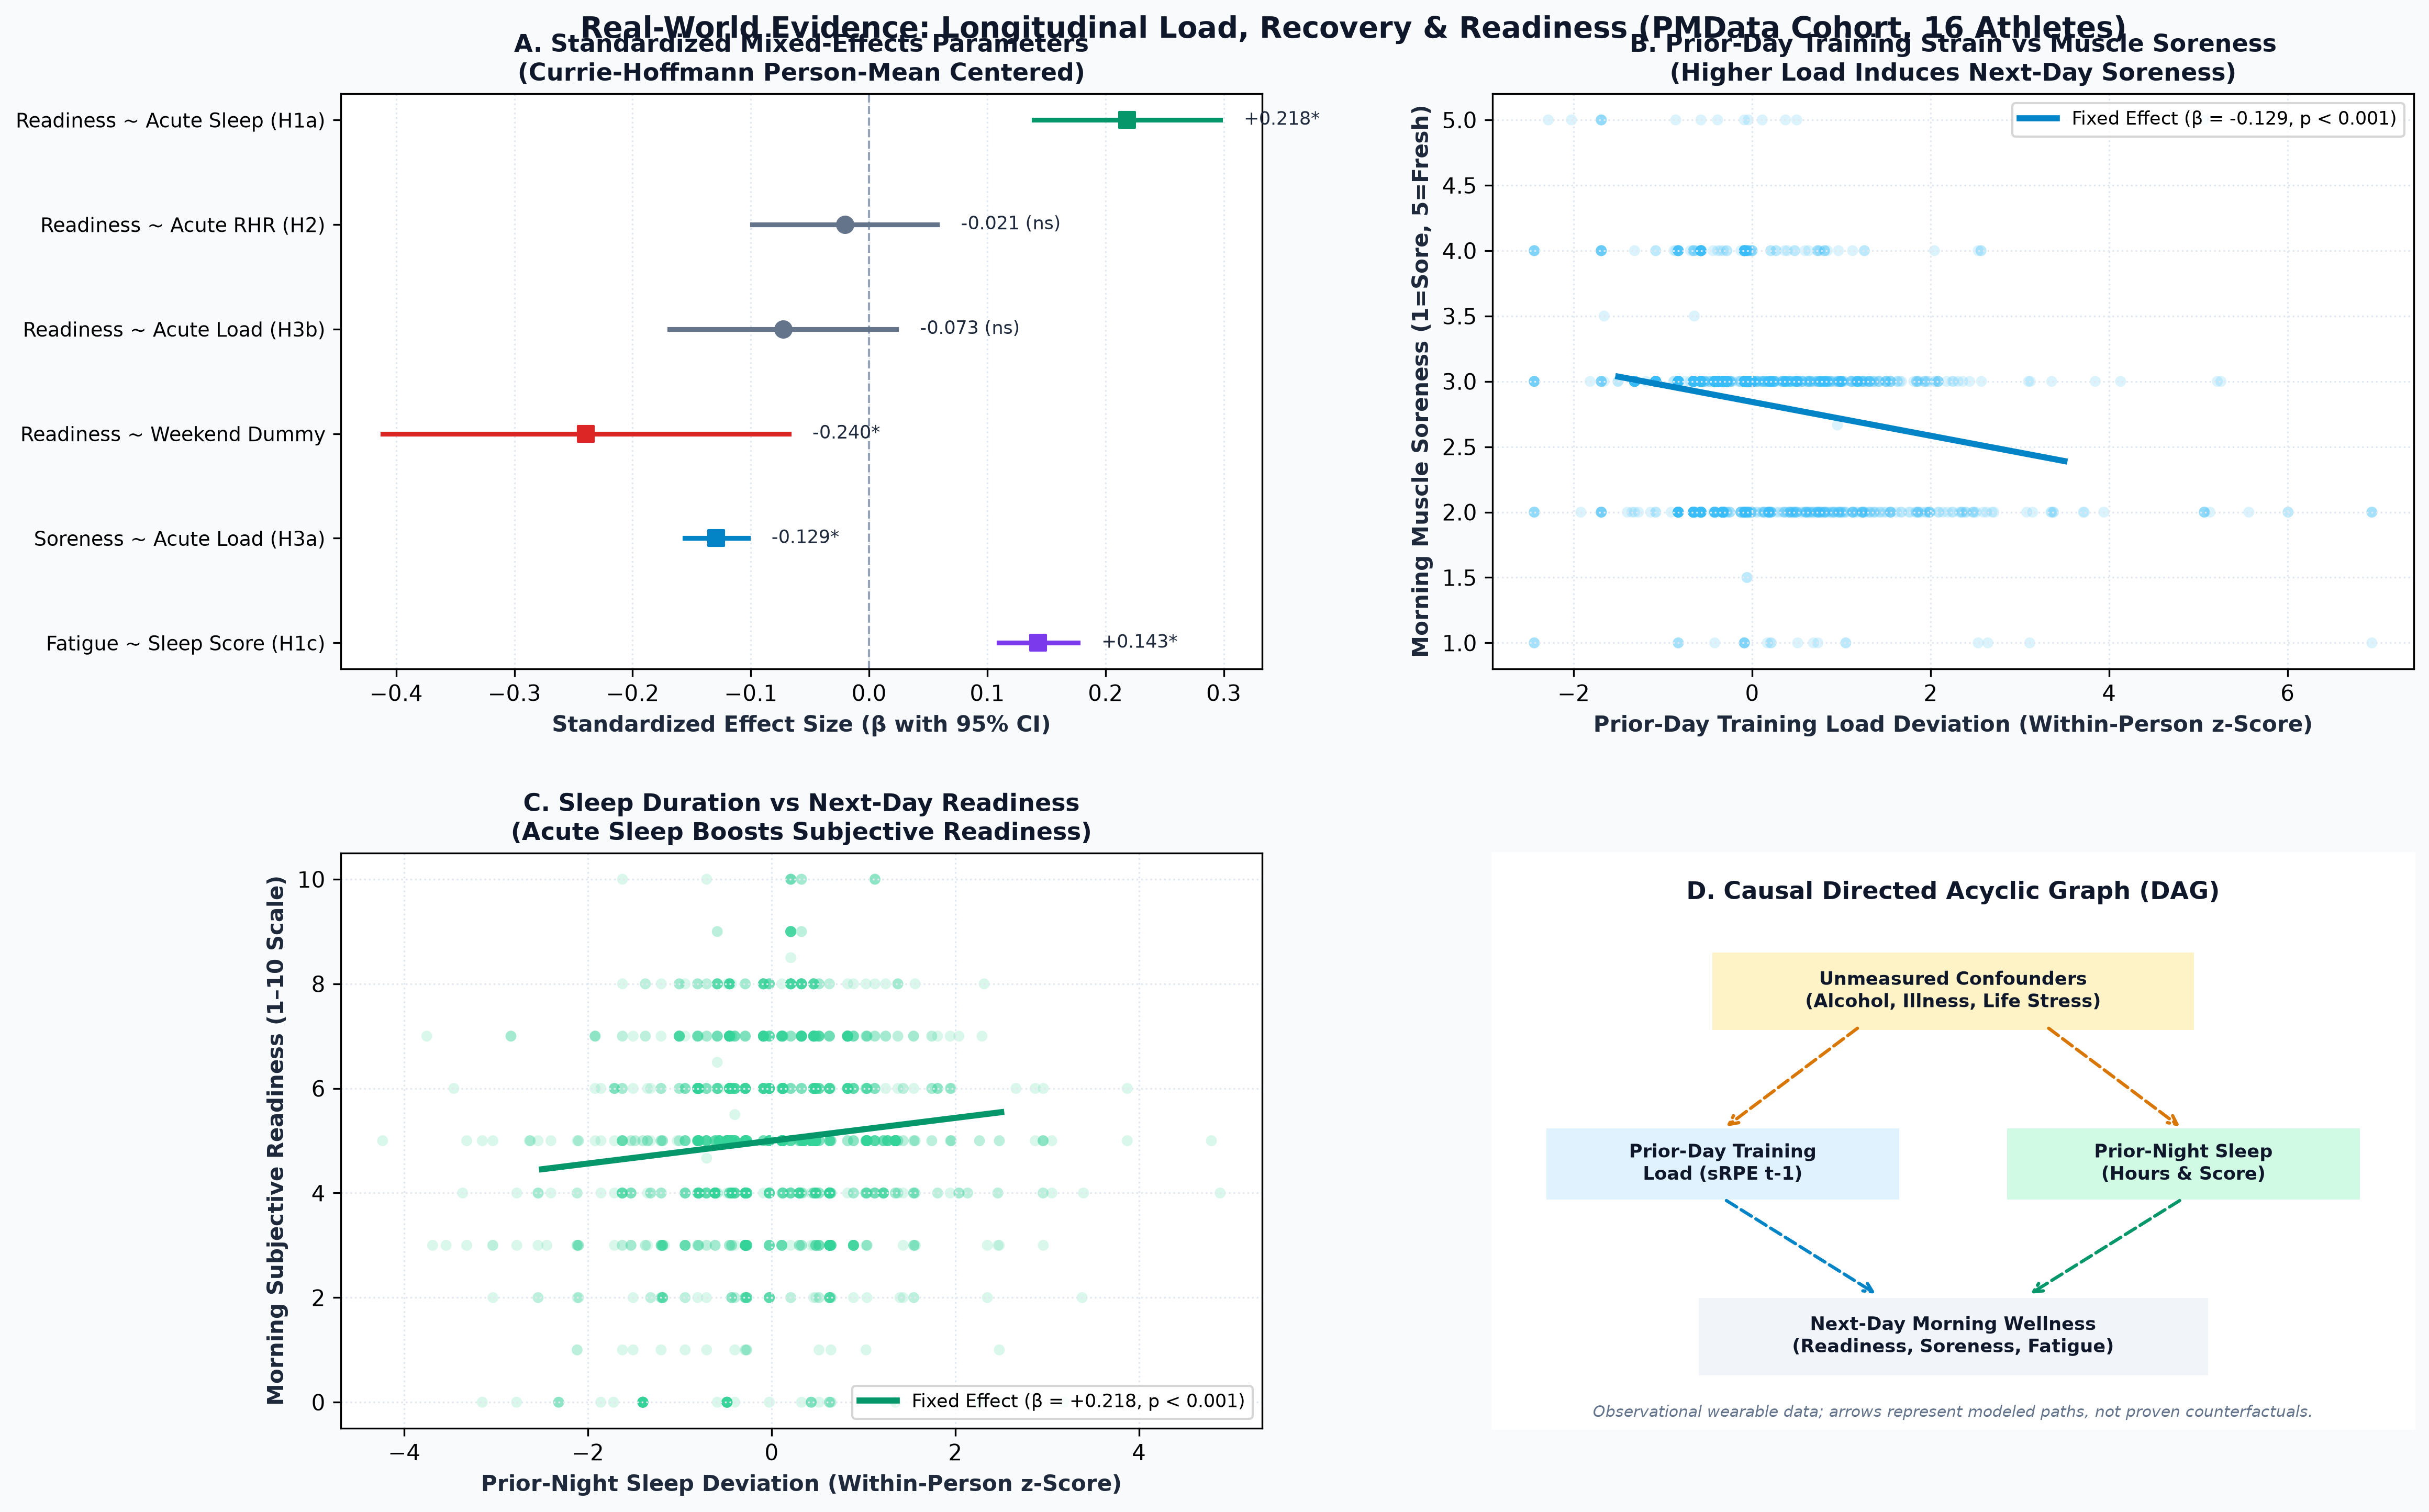 Real-World Evidence: Longitudinal Load, Recovery & Readiness (PMData Cohort, 16 Athletes)
A. Standardized Mixed-Effects Parameters
(Currie-Hoffmann Person-Mean Centered)
Readiness ~ Acute Sleep (H1a)
+0.218*
Readiness ~ Acute RHR (H2)
-0.021 (ns)
Readiness ~ Acute Load (H3b)
-0.073 (ns)
Readiness ~ Weekend Dummy
-0.240*
Soreness ~ Acute Load (H3a)
-0.129*
Fatigue ~ Sleep Score (H1c)
+0.143*
−0.4 −0.3 −0.2 −0.1 0.0 0.1 0.2 0.3
Standardized Effect Size (β with 95% CI)
B. Prior-Day Training Strain vs Muscle Soreness
(Higher Load Induces Next-Day Soreness)
Fixed Effect (β = -0.129, p < 0.001)
Morning Muscle Soreness (1=Sore, 5=Fresh)
5.0
4.5
4.0
3.5
3.0
2.5
2.0
1.5
1.0
−2 0 2 4 6
Prior-Day Training Load Deviation (Within-Person z-Score)
C. Sleep Duration vs Next-Day Readiness
(Acute Sleep Boosts Subjective Readiness)
Morning Subjective Readiness (1–10 Scale)
10
8
6
4
2
0
Fixed Effect (β = +0.218, p < 0.001)
−4 −2 0 2 4
Prior-Night Sleep Deviation (Within-Person z-Score)
D. Causal Directed Acyclic Graph (DAG)
Unmeasured Confounders
(Alcohol, Illness, Life Stress)
Prior-Day Training
Load (sRPE t-1)
Prior-Night Sleep
(Hours & Score)
Next-Day Morning Wellness
(Readiness, Soreness, Fatigue)
Observational wearable data; arrows represent modeled paths, not proven counterfactuals.